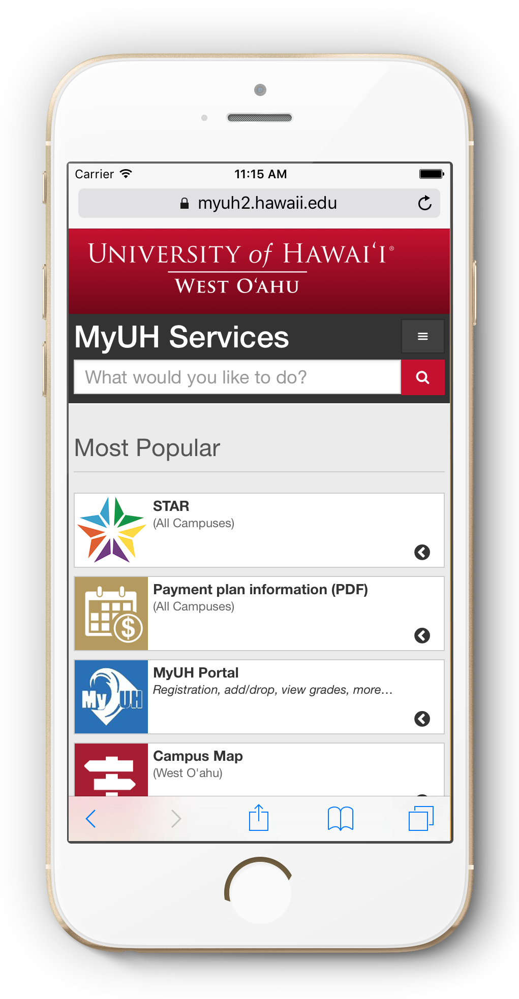 Carrier
11:15 AM
myuh2.hawaii.edu
UNIVERSITY of HAWAIʻI®
WEST OʻAHU
MyUH Services
What would you like to do?
Most Popular
STAR
(All Campuses)
Payment plan information (PDF)
(All Campuses)
$
MyUH Portal
Registration, add/drop, view grades, more...
My UH
Campus Map
(West O'ahu)